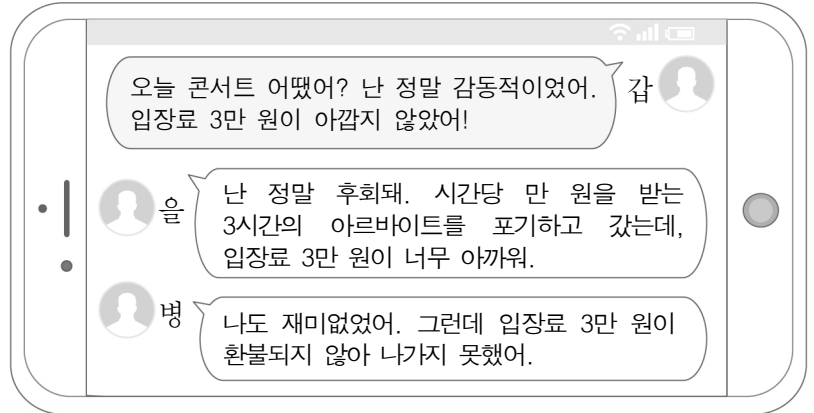 오늘 콘서트 어땠어? 난 정말 감동적이었어.
입장료 3만 원이 아깝지 않았어!
갑
난 정말 후회돼. 시간당 만 원을 받는
을
3시간의 아르바이트를 포기하고 갔는데,
입장료 3만 원이 너무 아까워.
병
나도 재미없었어. 그런데 입장료 3만 원이
환불되지 않아 나가지 못했어.